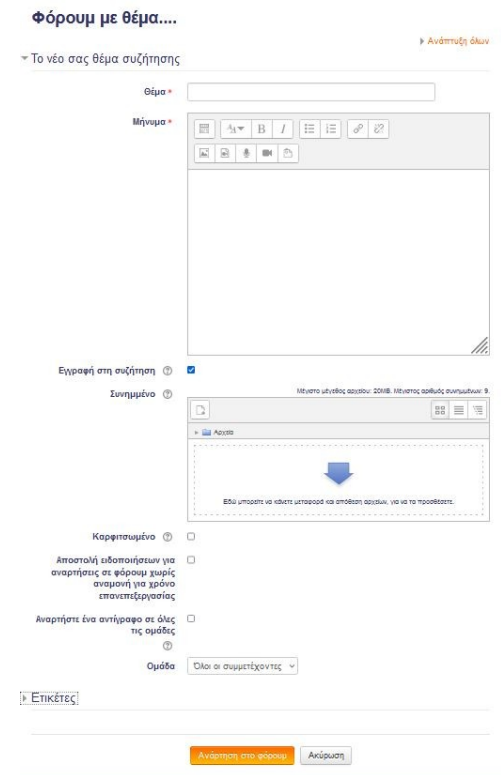 Φόρουμ με θέμα....
Ανάπτυξη όλων
Το νέο σας θέμα συζήτησης
Θέμα
Μήνυμα
B I
Εγγραφή στη συζήτηση
Συνημμένο
Μέγιστο μέγεθος αρχείου: 20MB. Μέγιστος αριθμός συνημμένων: 9.
Αρχεία
Εδώ μπορείτε να κάνετε μεταφορά και απόθεση αρχείων, για να τα προσθέσετε.
Καρφιτσωμένο
Αποστολή ειδοποιήσεων για
αναρτήσεις σε φόρουμ χωρίς
αναμονή για χρόνο
επανεπεξεργασίας
Αναρτήστε ένα αντίγραφο σε όλες
τις ομάδες
Ομάδα
Όλοι οι συμμετέχοντες
Ετικέτες
Ανάρτηση στο φόρουμ
Ακύρωση